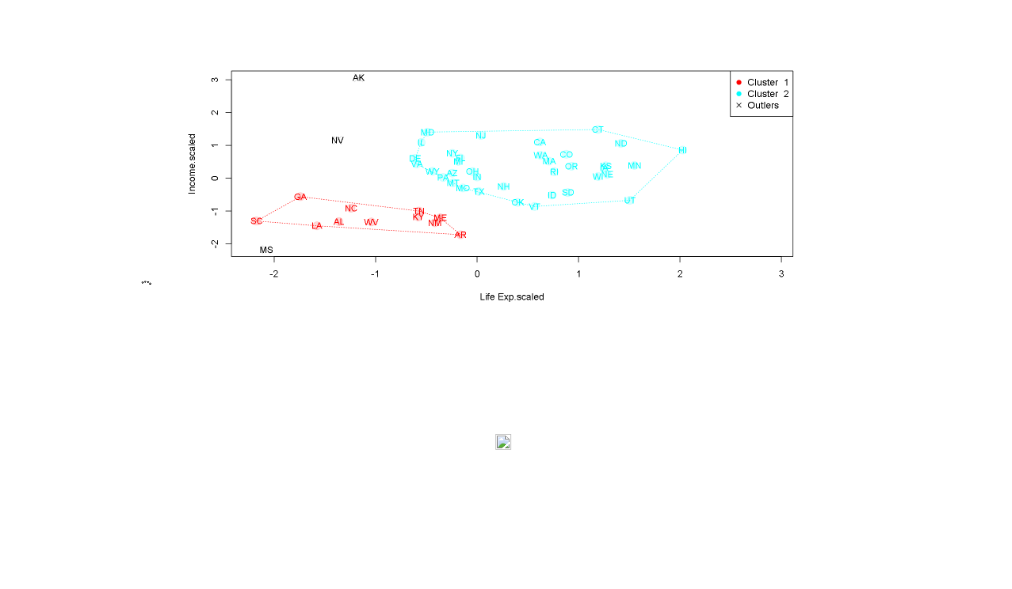 AK
3
Cluster 1
Cluster 2
Outliers
2
MD
NJ
CT
NV
IL
CA
ND
1
HI
NY
DE
WA
CO
VA
MA
OR
KS
MN
WY
AZ
OH
RI
0
PA
IN
WI
NE
MT
MO
TX
NH
ID
SD
OK
VT
UT
GA
NC
TN
-1
SC
LA
AL
WV
KY
ME
NM
AR
-2
MS
-2
-1
0
1
2
3
Income.scaled
Life Exp.scaled